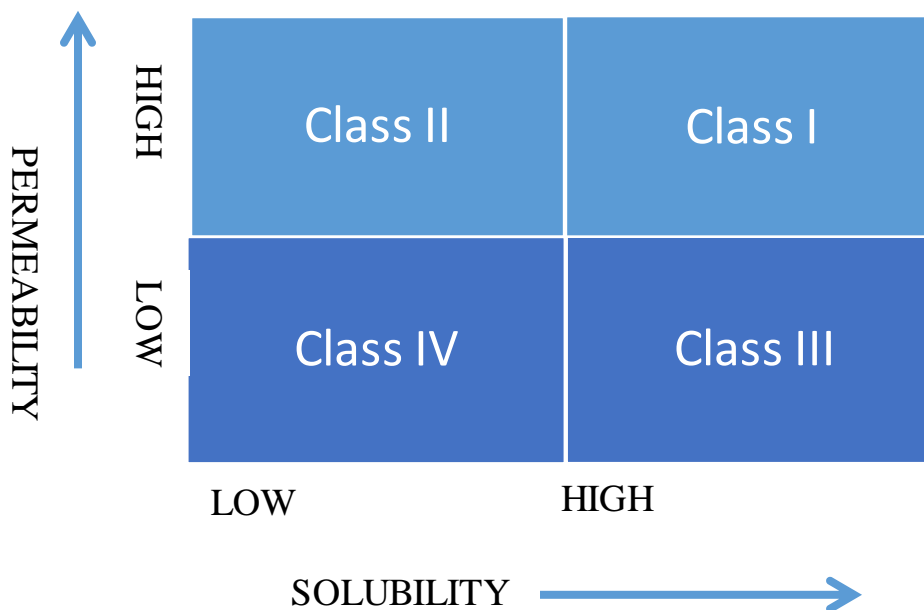 PERMEABILITY
HIGH
LOW
Class II
Class I
Class IV
Class III
LOW
HIGH
SOLUBILITY